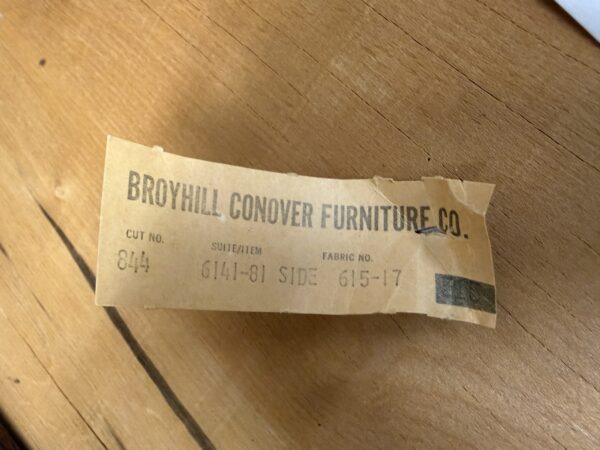 BROYHILL CONOVER FURNITURE CO.
CUT NO. SUITE/ITEM FABRIC NO.
844 6141-81 SIDE 615-17